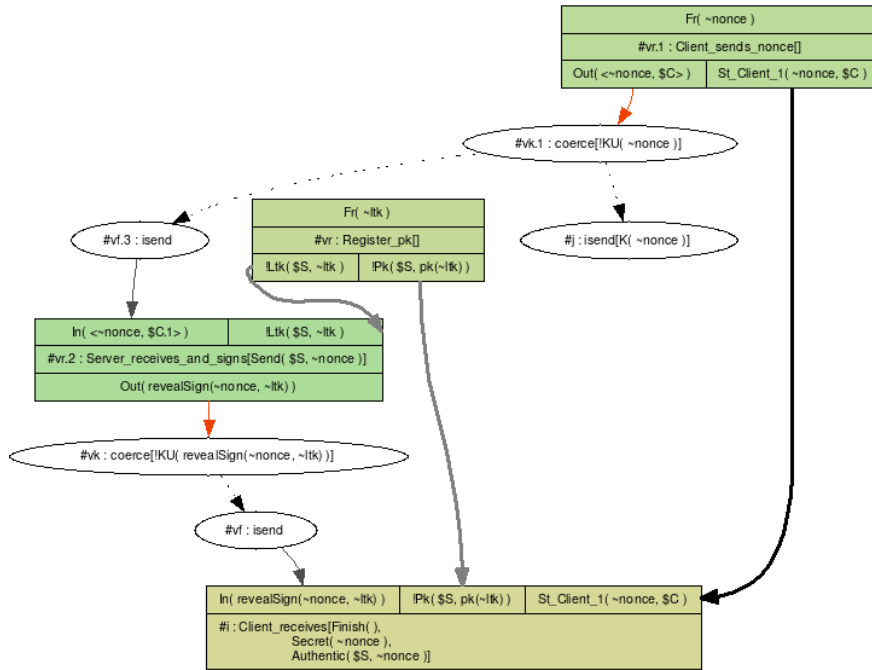 Fr( ~nonce )
#vr.1 : Client_sends_nonce[]
Out( <~nonce, $C> )
St_Client_1( ~nonce, $C )
#vk.1 : coerce[!KU( ~nonce )]
#vf.3 : isend
Fr( ~ltk )
#vr : Register_pk[]
!Ltk( $S, ~ltk )
!Pk( $S, pk(~ltk) )
#j : isend[K( ~nonce )]
In( <~nonce, $C.1> )
!Ltk( $S, ~ltk )
#vr.2 : Server_receives_and_signs[Send( $S, ~nonce )]
Out( revealSign(~nonce, ~ltk) )
#vk : coerce[!KU( revealSign(~nonce, ~ltk) )]
#vf : isend
In( revealSign(~nonce, ~ltk) )
!Pk( $S, pk(~ltk) )
St_Client_1( ~nonce, $C )
#i : Client_receives[Finish( ),
Secret( ~nonce ),
Authentic( $S, ~nonce )]